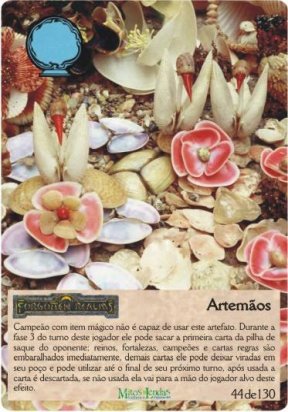 FORGOTTEN REALMS
Artemãos
Campeão com item mágico não é capaz de usar este artefato. Durante a
fase 3 do turno deste jogador ele pode sacar a primeira carta da pilha de
saque do oponente; reinos, fortalezas, campeões e cartas regras são
embaralhados imediatamente, demais cartas ele pode deixar viradas em
seu poço e pode utilizar até o final de seu próximo turno, após usada a
carta é descartada, se não usada ela vai para a mão do jogador alvo deste
efeito.
44 de 130